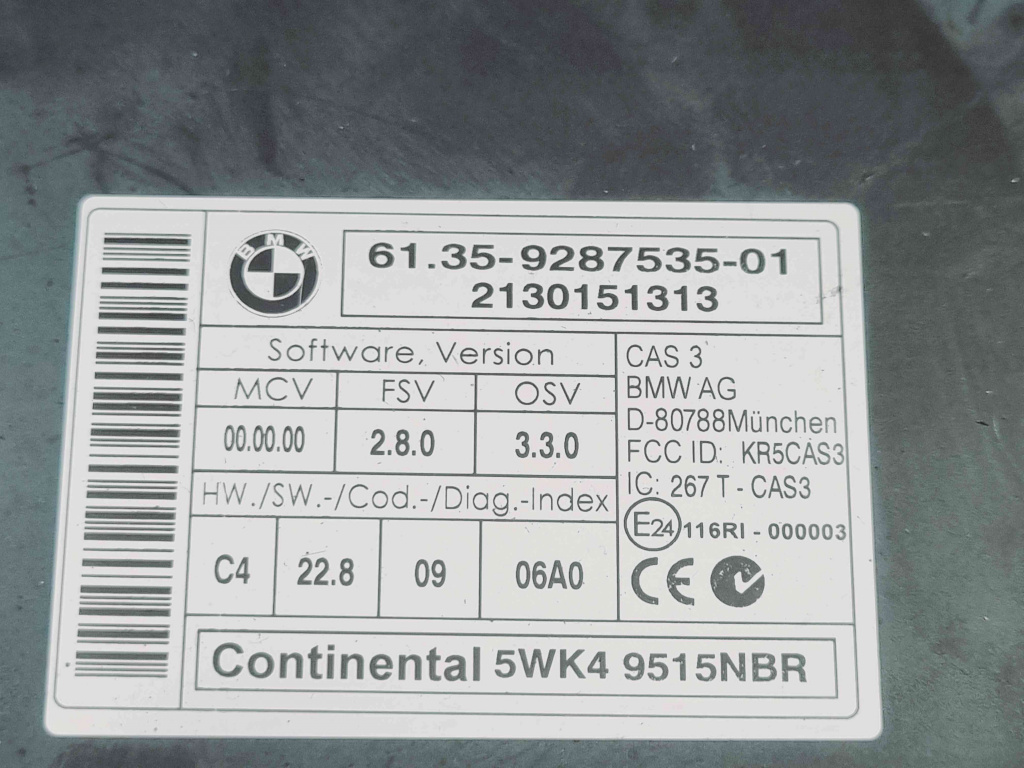 BMW
61.35-9287535-01
2130151313
Software, Version
MCV FSV OSV
00.00.00 2.8.0 3.3.0
HW./SW.-/Cod.-/Diag.-Index
C4 22.8 09 06A0
CAS 3
BMW AG
D-80788München
FCC ID: KR5CAS3
IC: 267 T - CAS3
E24 116RI - 000003
CE
Continental 5WK4 9515NBR